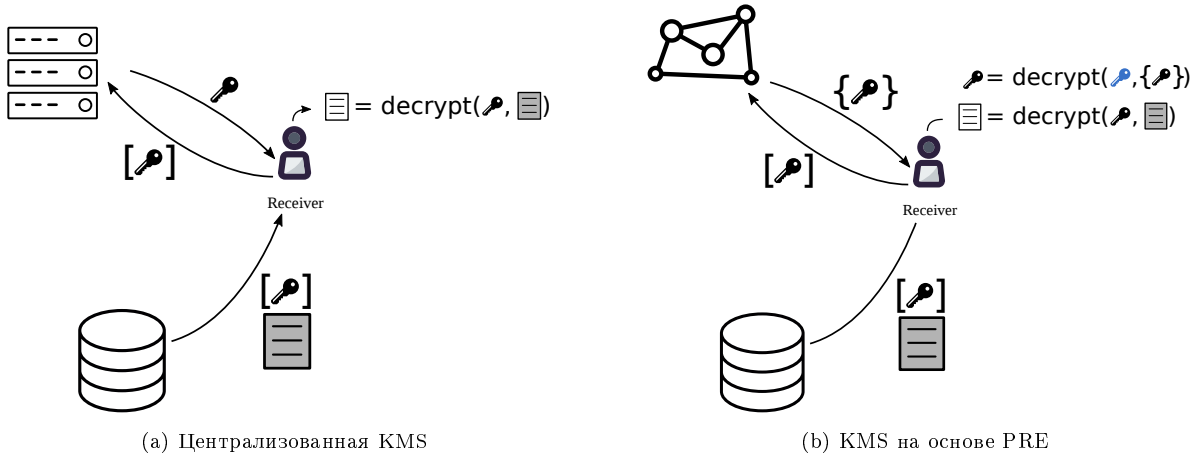 = decrypt( , )
[ ]
Receiver
[ ]
(a) Централизованная KMS
{ }
= decrypt( ,{ })
= decrypt( , )
[ ]
Receiver
[ ]
(b) KMS на основе PRE